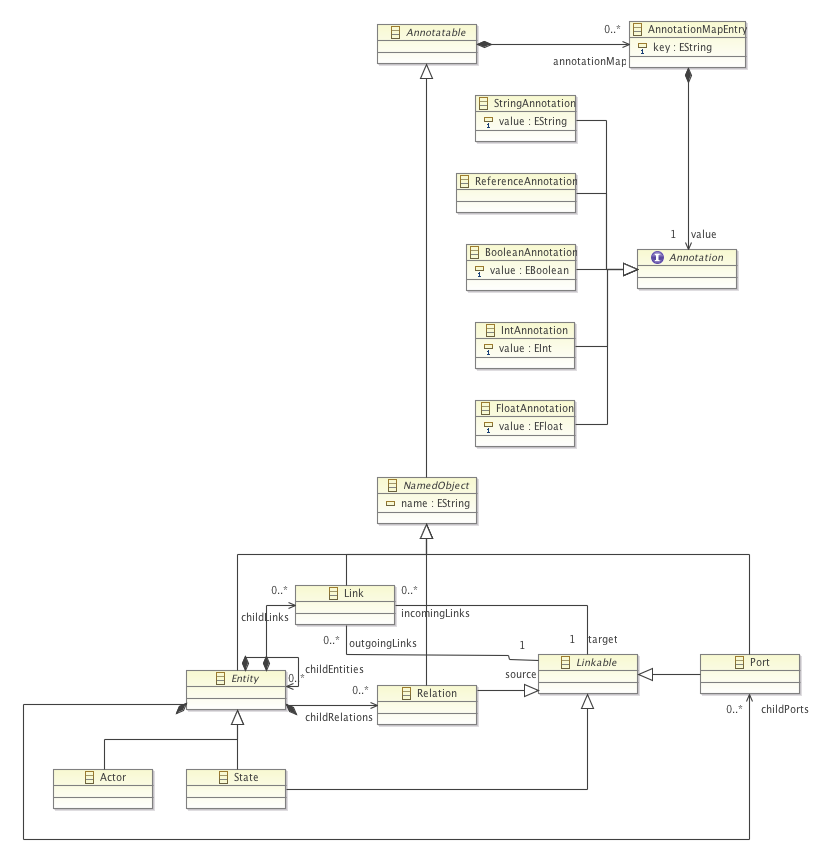 Annotatable
0..*
annotationMap
AnnotationMapEntry
key : EString
StringAnnotation
value : EString
ReferenceAnnotation
BooleanAnnotation
value : EBoolean
1 value
Annotation
IntAnnotation
value : EInt
FloatAnnotation
value : EFloat
NamedObject
name : EString
0..*
Link
0..*
childLinks
incomingLinks
0..*
outgoingLinks
1
1
target
childEntities
0..*
Entity
source
Linkable
Port
0..*
Relation
childRelations
0..*
childPorts
Actor
State